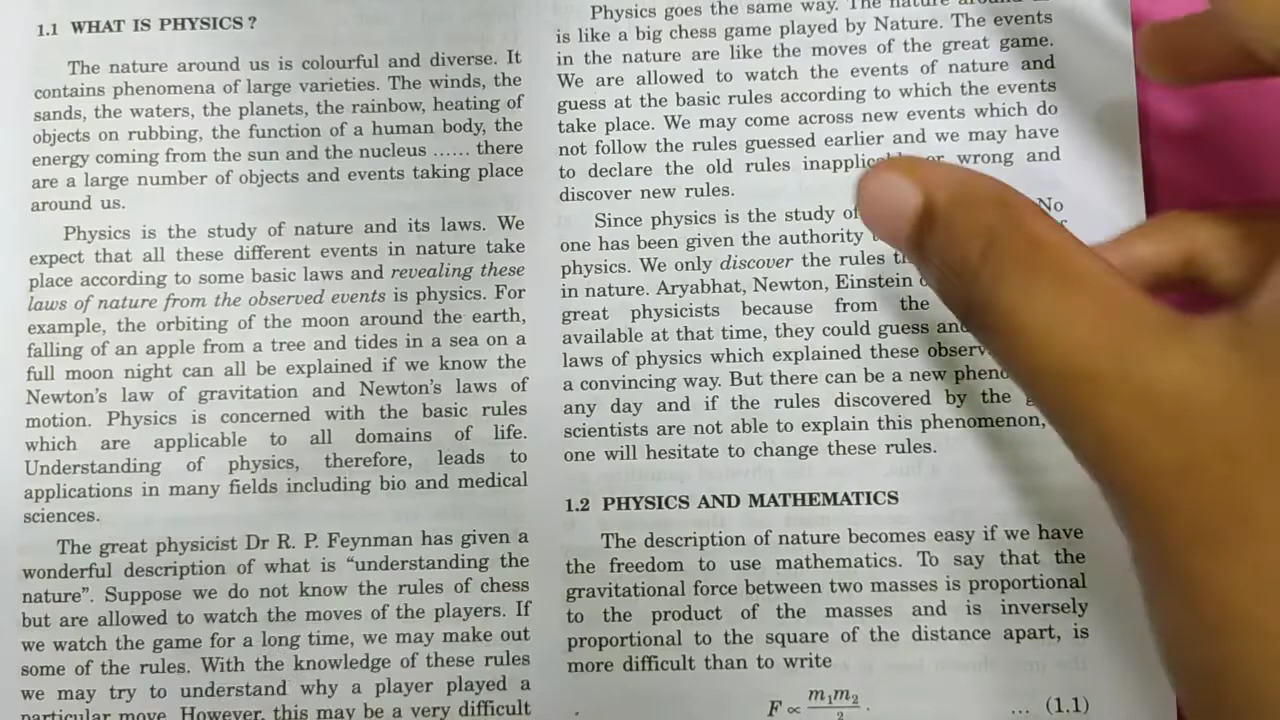 1.1 WHAT IS PHYSICS ?
The nature around us is colourful and diverse. It
contains phenomena of large varieties. The winds, the
sands, the waters, the planets, the rainbow, heating of
objects on rubbing, the function of a human body, the
energy coming from the sun and the nucleus ...... there
are a large number of objects and events taking place
around us.
Physics is the study of nature and its laws. We
expect that all these different events in nature take
place according to some basic laws and revealing these
laws of nature from the observed events is physics. For
example, the orbiting of the moon around the earth,
falling of an apple from a tree and tides in a sea on a
full moon night can all be explained if we know the
Newton's law of gravitation and Newton's laws of
motion. Physics is concerned with the basic rules
which are applicable to all domains of life.
Understanding of physics, therefore, leads to
applications in many fields including bio and medical
sciences.
The great physicist Dr R. P. Feynman has given a
wonderful description of what is “understanding the
nature”. Suppose we do not know the rules of chess
but are allowed to watch the moves of the players. If
we watch the game for a long time, we may make out
some of the rules. With the knowledge of these rules
we may try to understand why a player played a
particular move. However, this may be a very difficult
Physics goes the same way. The nature around
is like a big chess game played by Nature. The events
in the nature are like the moves of the great game.
We are allowed to watch the events of nature and
guess at the basic rules according to which the events
take place. We may come across new events which do
not follow the rules guessed earlier and we may have
to declare the old rules or wrong and
discover new rules.
Since physics is the study of No
one has been given the authority
physics. We only discover the rules
in nature. Aryabhat, Newton, Einstein
great physicists because from the
available at that time, they could guess
laws of physics which explained these
a convincing way. But there can be a new
any day and if the rules discovered by the
scientists are not able to explain this phenomenon,
one will hesitate to change these rules.
1.2 PHYSICS AND MATHEMATICS
The description of nature becomes easy if we have
the freedom to use mathematics. To say that the
gravitational force between two masses is proportional
to the product of the masses and is inversely
proportional to the square of the distance apart, is
more difficult than to write
F ∝ m₁m₂ / 2 . ... (1.1)